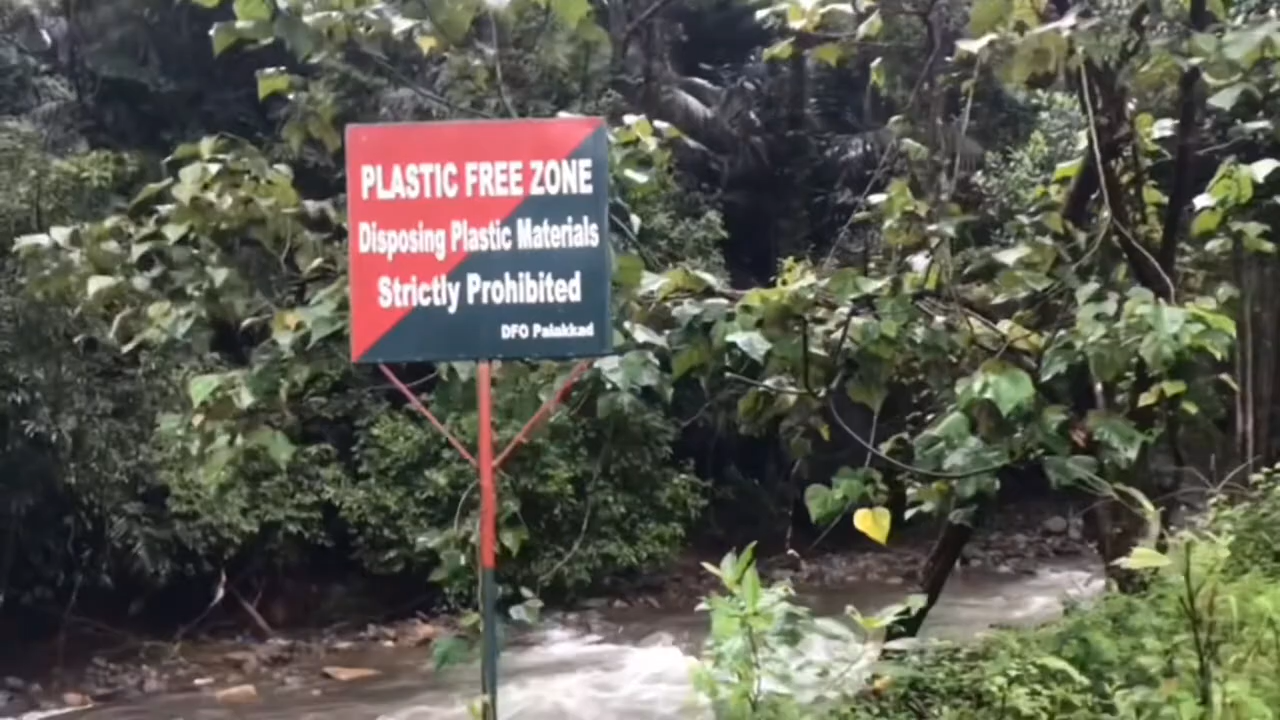 PLASTIC FREE ZONE
Disposing Plastic Materials
Strictly Prohibited
DFO Palakkad